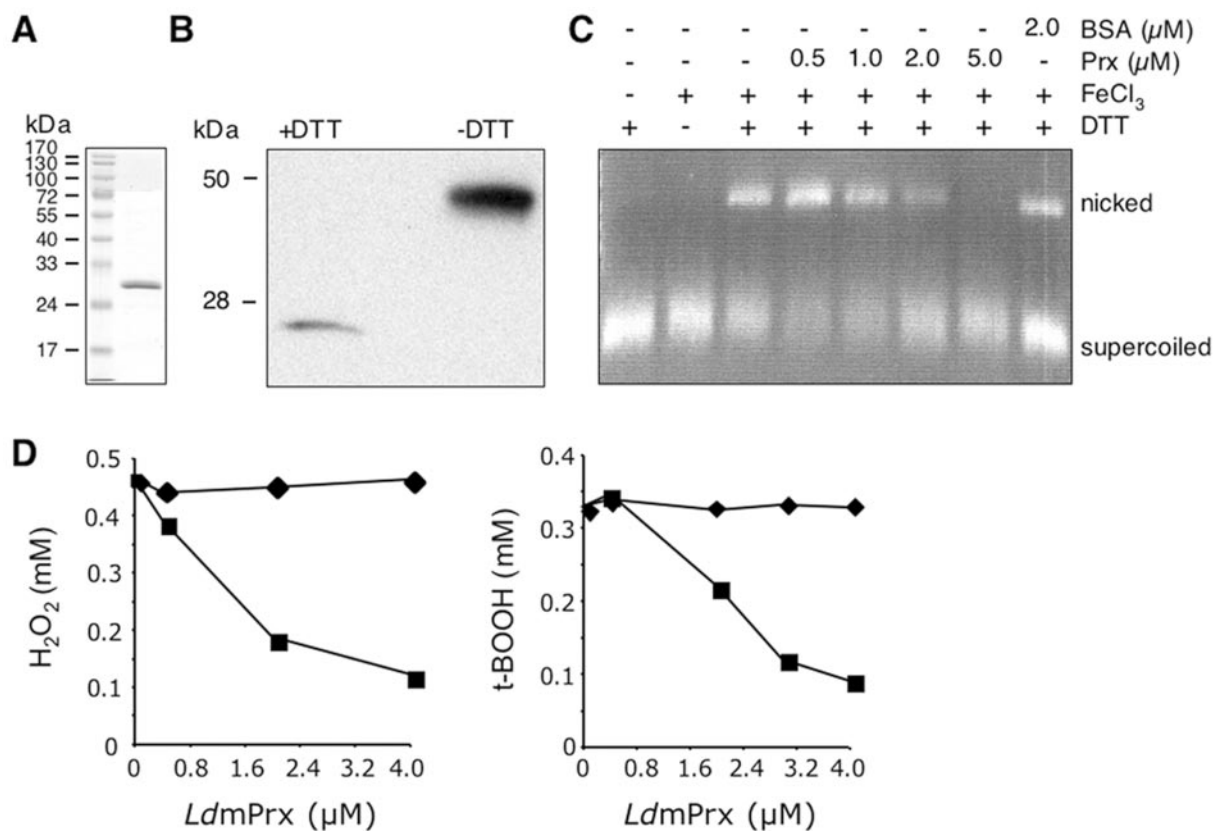 A
kDa
170
130
100
72
55
40
33
24
17
B
kDa +DTT -DTT
50
28
C
- - - - - - - 2.0 BSA (µM)
- - - 0.5 1.0 2.0 5.0 - Prx (µM)
- + + + + + + + FeCl₃
+ - + + + + + + DTT
nicked
supercoiled
D
H₂O₂ (mM)
0.5
0.4
0.3
0.2
0.1
0
0 0.8 1.6 2.4 3.2 4.0
LdmPrx (µM)
t-BOOH (mM)
0.4
0.3
0.2
0.1
0
0 0.8 1.6 2.4 3.2 4.0
LdmPrx (µM)